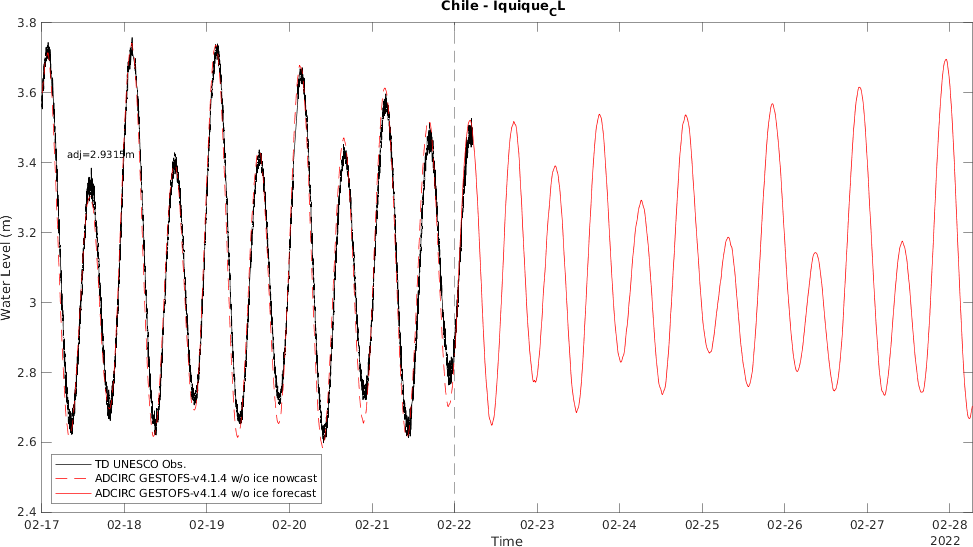 Chile - Iquique_CL
3.8
3.6
3.4
3.2
3
2.8
2.6
2.4
Water Level (m)
adj=2.9315m
TD UNESCO Obs.
ADCIRC GESTOFS-v4.1.4 w/o ice nowcast
ADCIRC GESTOFS-v4.1.4 w/o ice forecast
02-17 02-18 02-19 02-20 02-21 02-22 02-23 02-24 02-25 02-26 02-27 02-28
Time 2022